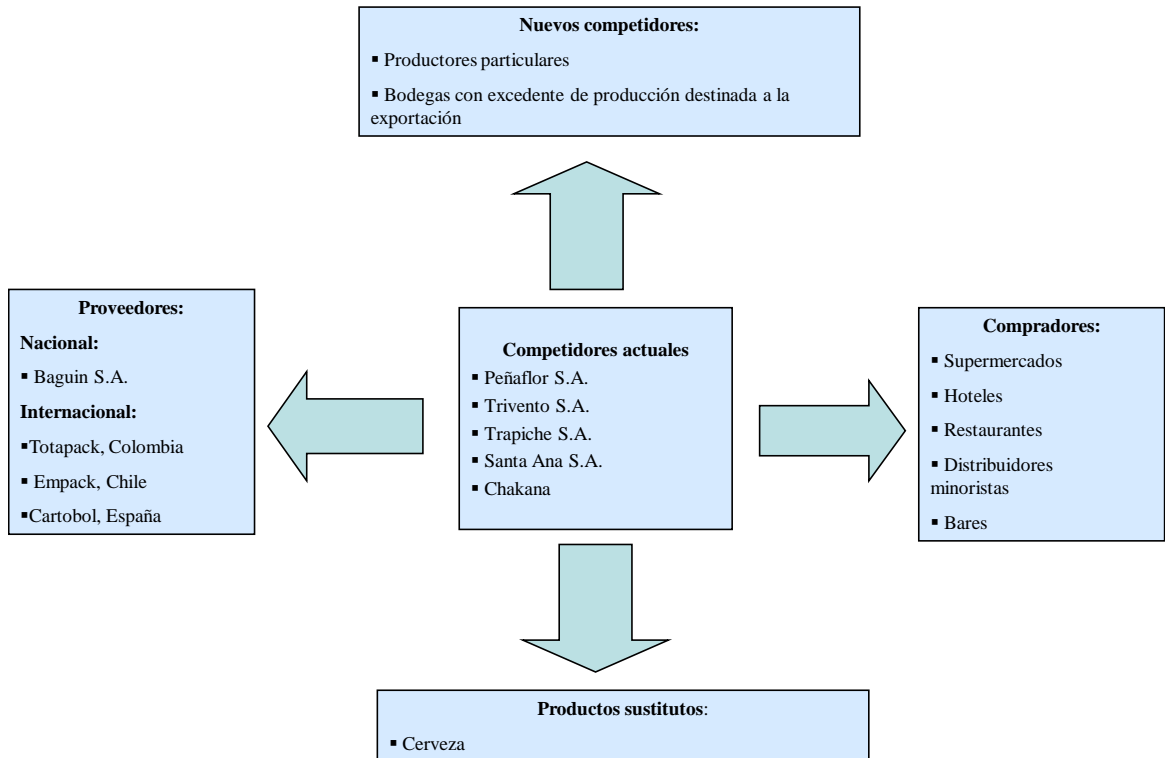 Nuevos competidores:
▪ Productores particulares
▪ Bodegas con excedente de producción destinada a la
exportación
Proveedores:
Nacional:
▪ Baguin S.A.
Internacional:
▪Totapack, Colombia
▪ Empack, Chile
▪Cartobol, España
Competidores actuales
▪ Peñaflor S.A.
▪ Trivento S.A.
▪ Trapiche S.A.
▪ Santa Ana S.A.
▪ Chakana
Compradores:
▪ Supermercados
▪ Hoteles
▪ Restaurantes
▪ Distribuidores
minoristas
▪ Bares
Productos sustitutos:
▪ Cerveza